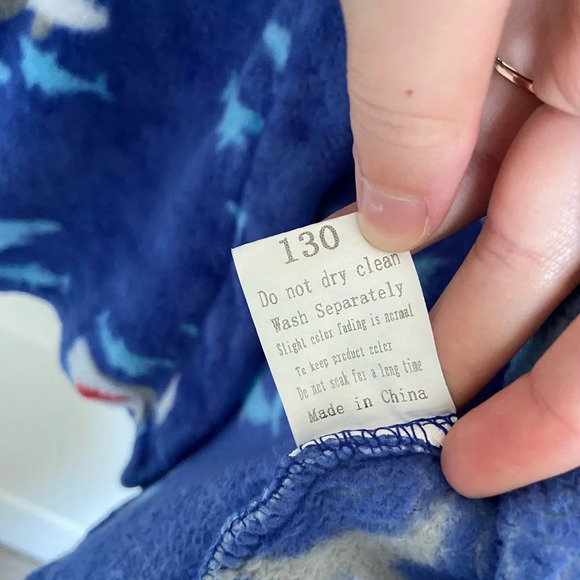 130
Do not dry clean
Wash Separately
Slight color fading is normal
To keep product color
Do not soak for a long time
Made in China